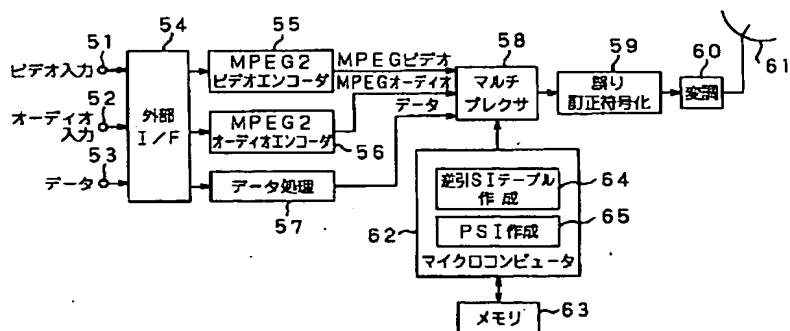 51
ビデオ入力
52
オーディオ
入力
53
データ
54
外部
I/F
55
MPEG2
ビデオエンコーダ
MPEG2
オーディオエンコーダ
56
データ処理
57
MPEGビデオ
MPEGオーディオ
データ
58
マルチ
プレクサ
59
誤り
訂正符号化
60
変調
61
62
逆引SIテーブル
作成
64
PSI作成
65
マイクロコンピュータ
メモリ
63